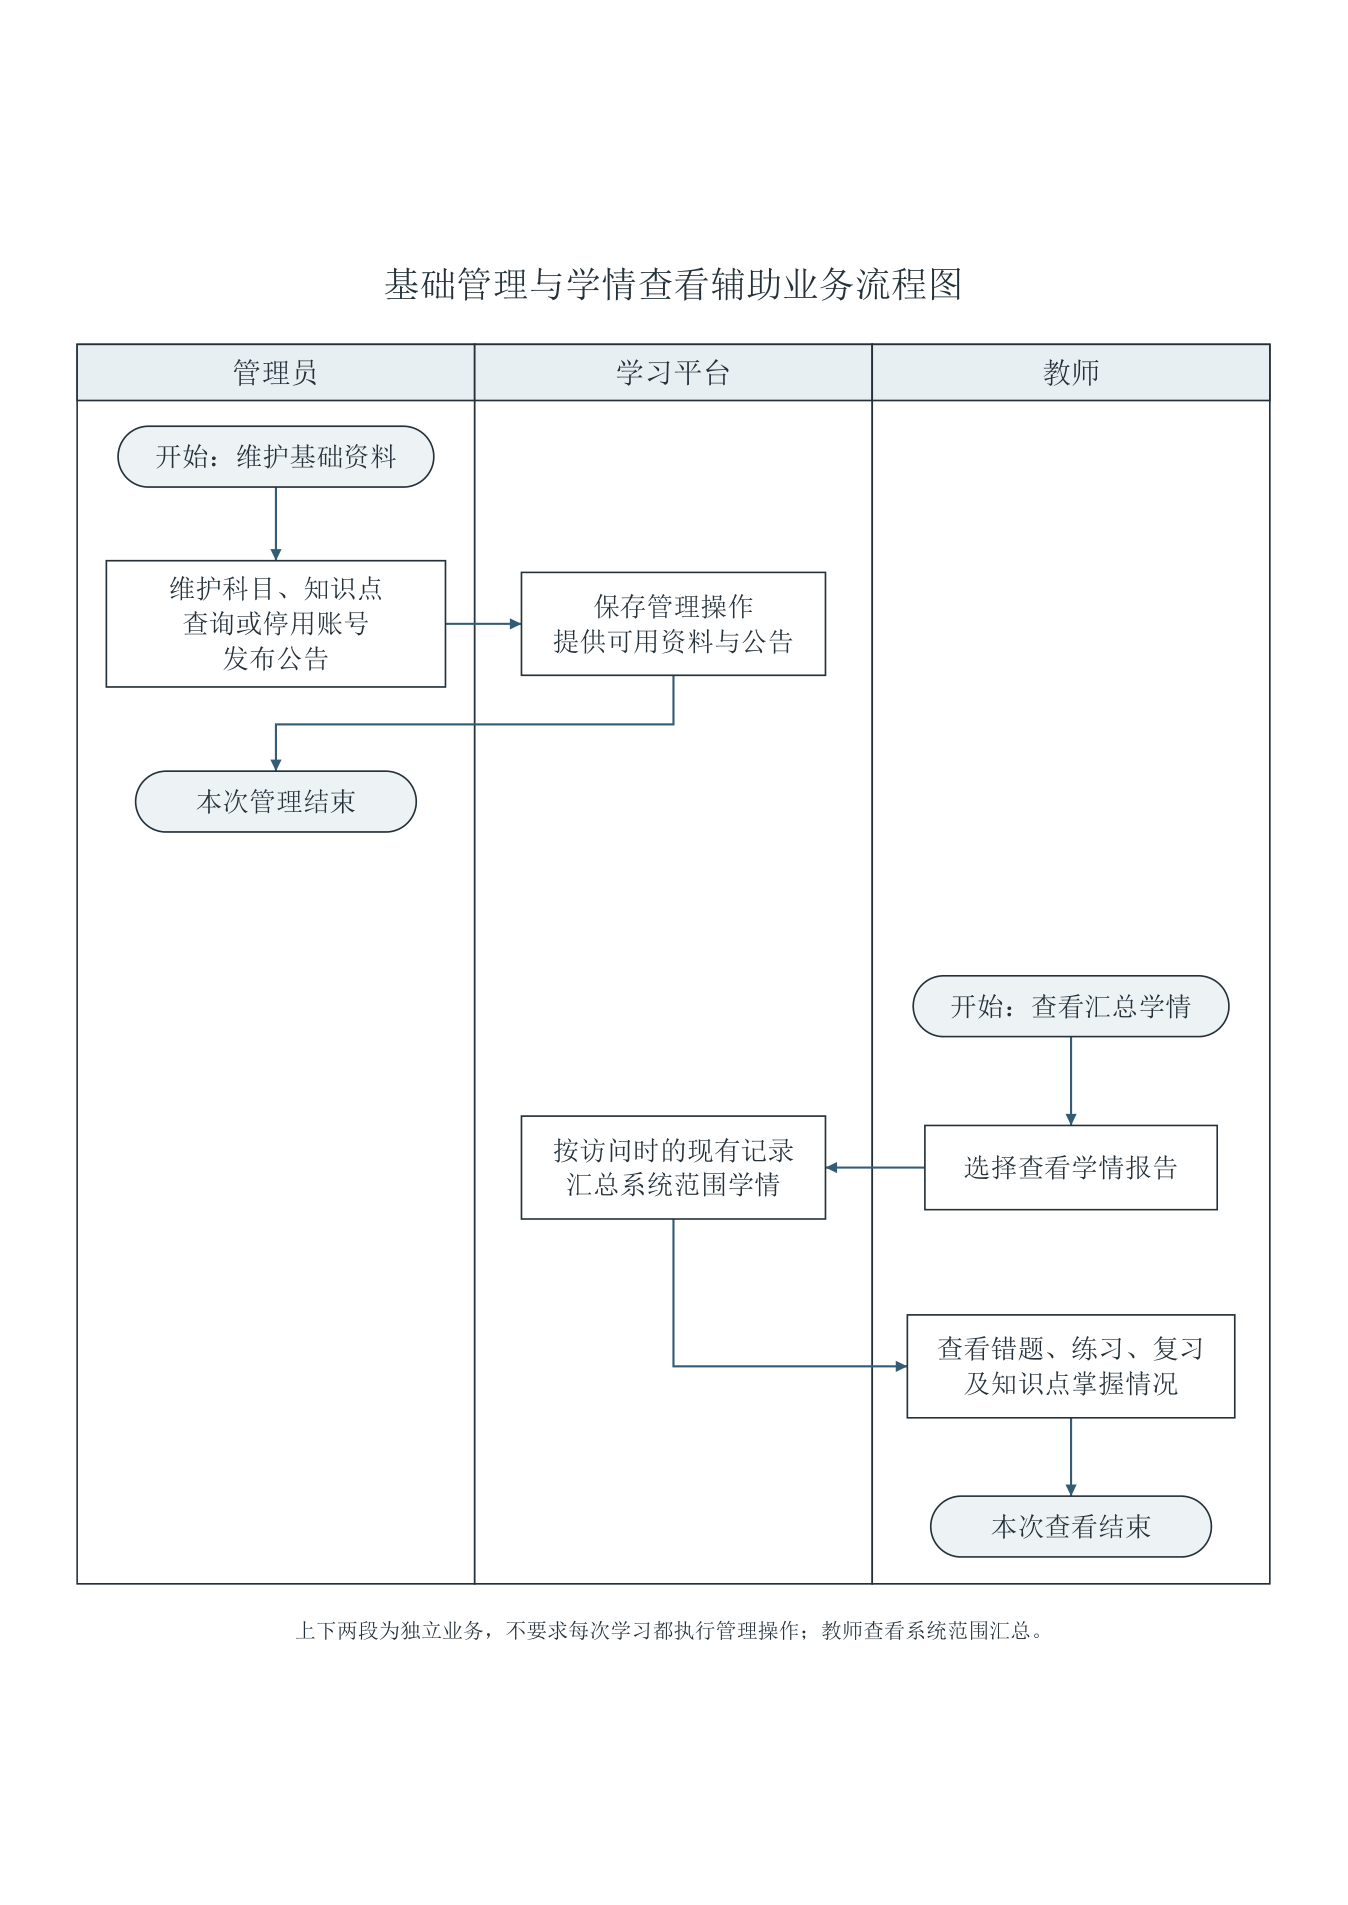 基础管理与学情查看辅助业务流程图
管理员
学习平台
教师
开始：维护基础资料
维护科目、知识点
查询或停用账号
发布公告
保存管理操作
提供可用资料与公告
本次管理结束
开始：查看汇总学情
选择查看学情报告
按访问时的现有记录
汇总系统范围学情
查看错题、练习、复习
及知识点掌握情况
本次查看结束
上下两段为独立业务，不要求每次学习都执行管理操作；教师查看系统范围汇总。